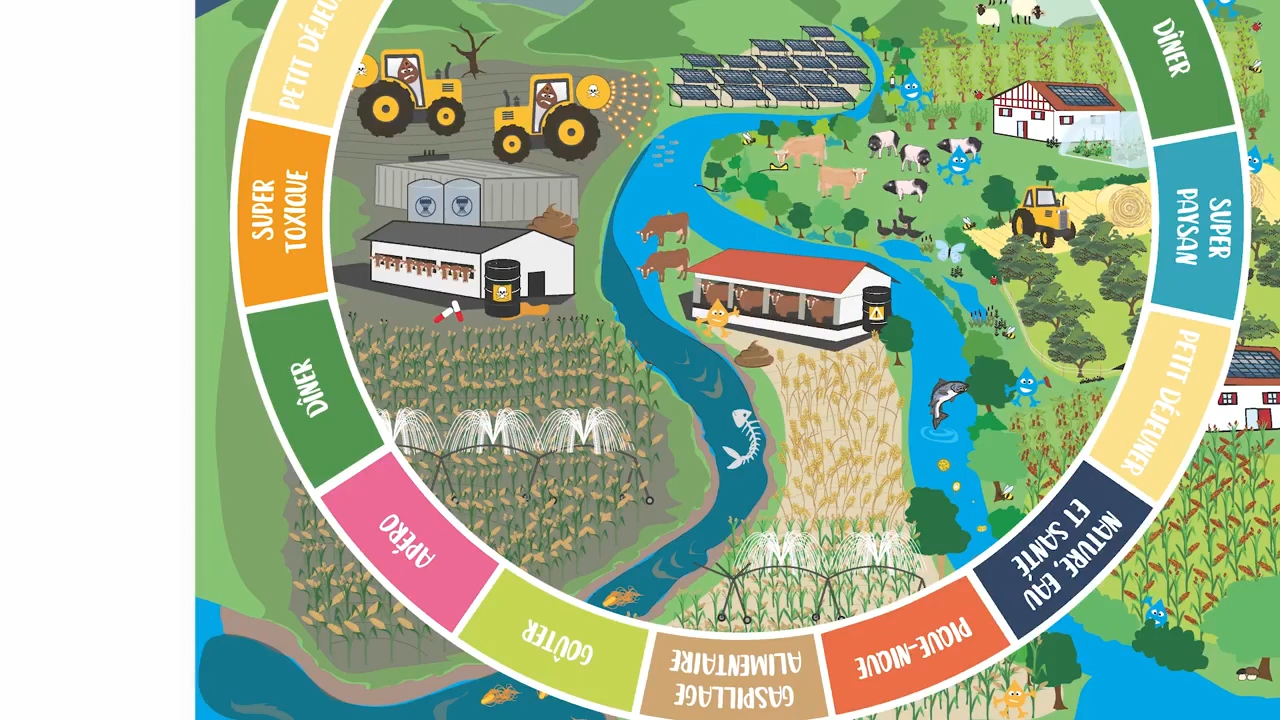 PETIT DÉJEU
SUPER
TOXIQUE
DÎNER
APÉRO
GOÛTER
GASPILLAGE
ALIMENTAIRE
PIQUE-NIQUE
NATURE, EAU
ET SANTÉ
PETIT DÉJEUNER
SUPER
PAYSAN
DÎNER